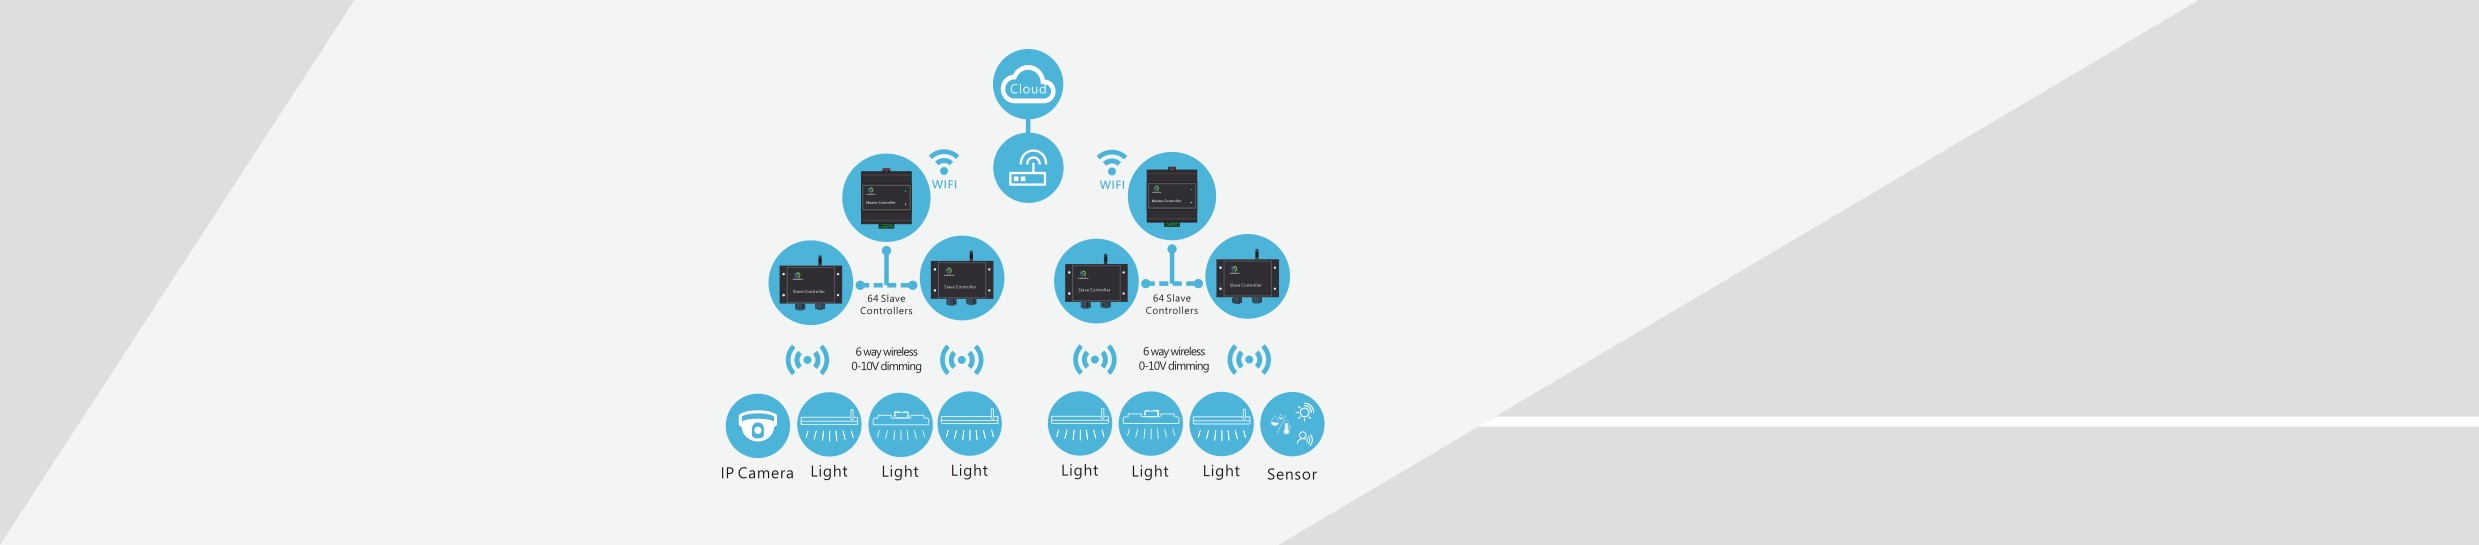 Cloud
WIFI
WIFI
Master Controller
Master Controller
Slave Controller
Slave Controller
Slave Controller
Slave Controller
64 Slave
Controllers
64 Slave
Controllers
6 way wireless
0-10V dimming
6 way wireless
0-10V dimming
IP Camera
Light
Light
Light
Light
Light
Light
Sensor